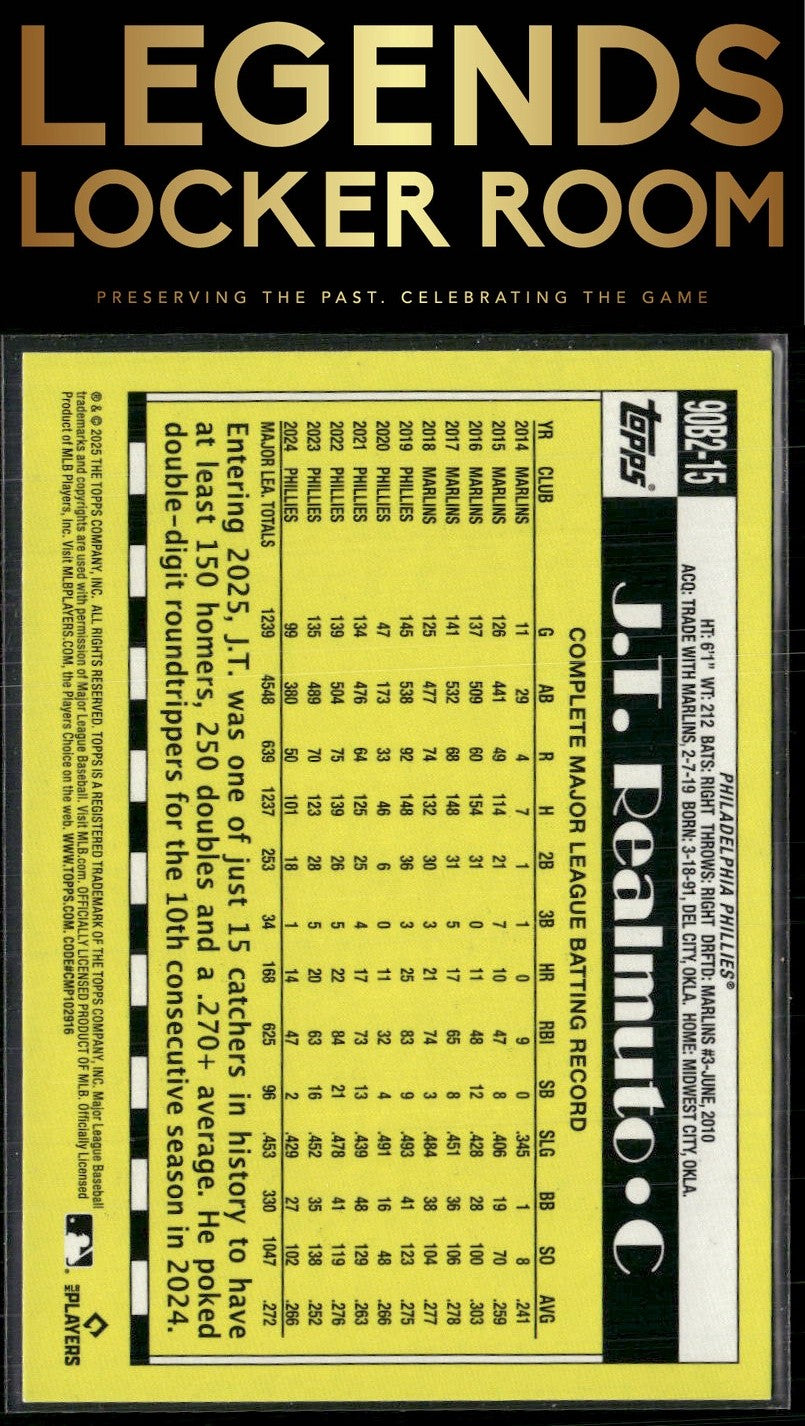 LEGENDS
LOCKER ROOM
PRESERVING THE PAST. CELEBRATING THE GAME
90B2-15
topps®
PHILADELPHIA PHILLIES®
HT: 6'1" WT: 212 BATS: RIGHT THROWS: RIGHT DRFTD: MARLINS #3-JUNE, 2010
ACQ: TRADE WITH MARLINS, 2-7-19 BORN: 3-18-91, DEL CITY, OKLA. HOME: MIDWEST CITY, OKLA.
J.T. Realmuto • C
COMPLETE MAJOR LEAGUE BATTING RECORD
YR CLUB G AB R H 2B 3B HR RBI SB SLG BB SO AVG
2014 MARLINS 11 29 4 7 1 1 0 9 0 .345 1 8 .241
2015 MARLINS 126 441 49 114 21 7 10 47 8 .406 19 70 .259
2016 MARLINS 137 509 60 154 31 0 11 48 12 .428 28 100 .303
2017 MARLINS 141 532 68 148 31 5 17 65 8 .451 36 106 .278
2018 MARLINS 125 477 74 132 30 3 21 74 3 .484 38 104 .277
2019 PHILLIES 145 538 92 148 36 3 25 83 9 .493 41 123 .275
2020 PHILLIES 47 173 33 46 6 0 11 32 4 .491 16 48 .266
2021 PHILLIES 134 476 64 125 25 4 17 73 13 .439 48 129 .263
2022 PHILLIES 139 504 75 139 26 5 22 84 21 .478 41 119 .276
2023 PHILLIES 135 489 70 123 28 5 20 63 16 .452 35 138 .252
2024 PHILLIES 99 380 50 101 18 1 14 47 2 .429 27 102 .266
MAJOR LEA. TOTALS 1239 4548 639 1237 253 34 168 625 96 .453 330 1047 .272
Entering 2025, J.T. was one of just 15 catchers in history to have
at least 150 homers, 250 doubles and a .270+ average. He poked
double-digit roundtrippers for the 10th consecutive season in 2024.
® & © 2025 THE TOPPS COMPANY, INC. ALL RIGHTS RESERVED. TOPPS IS A REGISTERED TRADEMARK OF THE TOPPS COMPANY, INC. Major League Baseball
trademarks and copyrights are used with permission of Major League Baseball. Visit MLB.com. OFFICIALLY LICENSED PRODUCT OF MLB. Officially Licensed
Product of MLB Players, Inc. Visit MLBPLAYERS.COM, the Players Choice on the web. WWW.TOPPS.COM. CODE#CMP102916
MLB PLAYERS